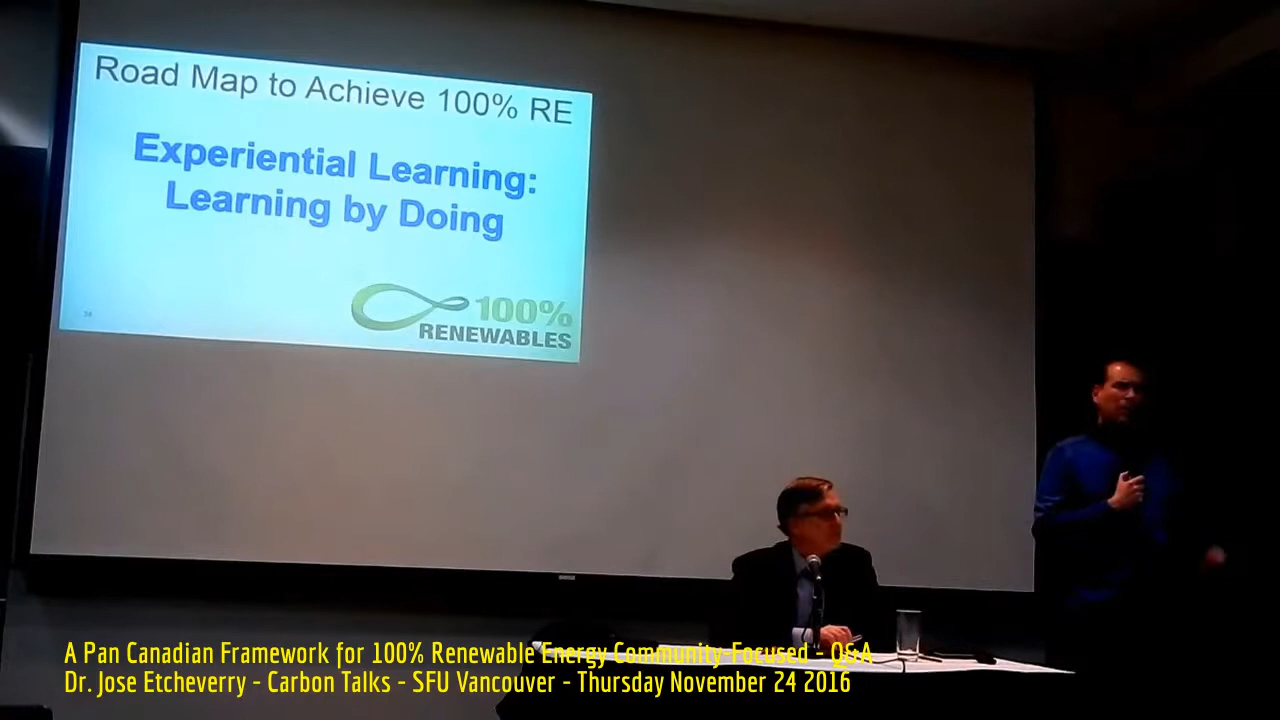 Road Map to Achieve 100% RE
Experiential Learning:
Learning by Doing
100%
RENEWABLES
A Pan Canadian Framework for 100% Renewable Energy Community-Focused - Q&A
Dr. Jose Etcheverry - Carbon Talks - SFU Vancouver - Thursday November 24 2016